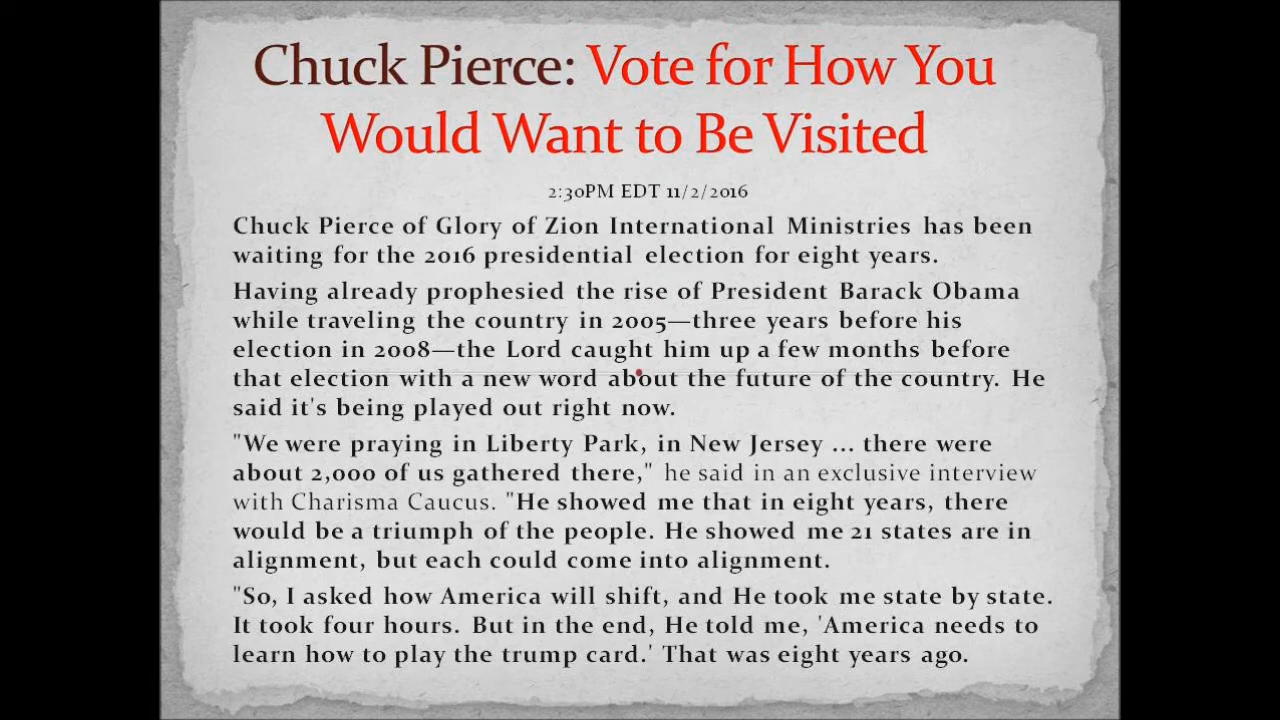 Chuck Pierce: Vote for How You
Would Want to Be Visited
2:30PM EDT 11/2/2016
Chuck Pierce of Glory of Zion International Ministries has been
waiting for the 2016 presidential election for eight years.
Having already prophesied the rise of President Barack Obama
while traveling the country in 2005—three years before his
election in 2008—the Lord caught him up a few months before
that election with a new word about the future of the country. He
said it's being played out right now.
"We were praying in Liberty Park, in New Jersey ... there were
about 2,000 of us gathered there," he said in an exclusive interview
with Charisma Caucus. "He showed me that in eight years, there
would be a triumph of the people. He showed me 21 states are in
alignment, but each could come into alignment.
"So, I asked how America will shift, and He took me state by state.
It took four hours. But in the end, He told me, 'America needs to
learn how to play the trump card.' That was eight years ago.